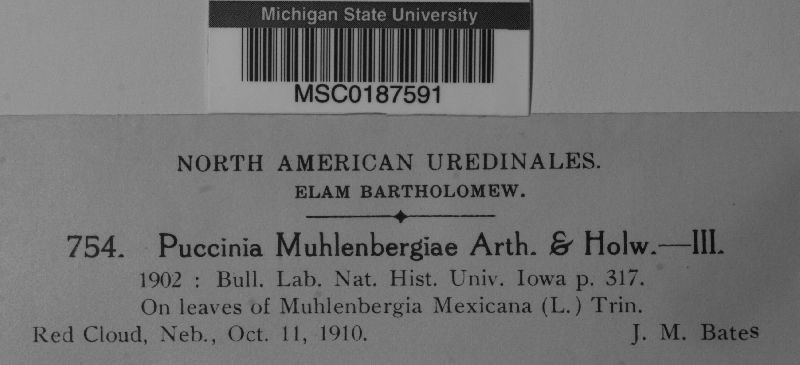 Michigan State University
MSC0187591
NORTH AMERICAN UREDINALES.
ELAM BARTHOLOMEW.
754. Puccinia Muhlenbergiae Arth. & Holw.—III.
1902 : Bull. Lab. Nat. Hist. Univ. Iowa p. 317.
On leaves of Muhlenbergia Mexicana (L.) Trin.
Red Cloud, Neb., Oct. 11, 1910. J. M. Bates